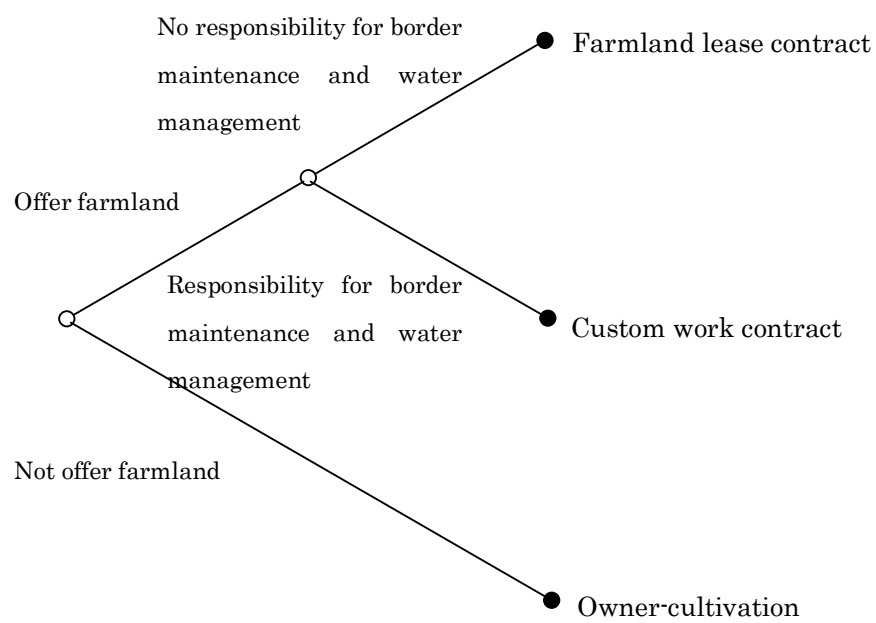 No responsibility for border
maintenance and water
management
Farmland lease contract
Offer farmland
Responsibility for border
maintenance and water
management
Custom work contract
Not offer farmland
Owner-cultivation